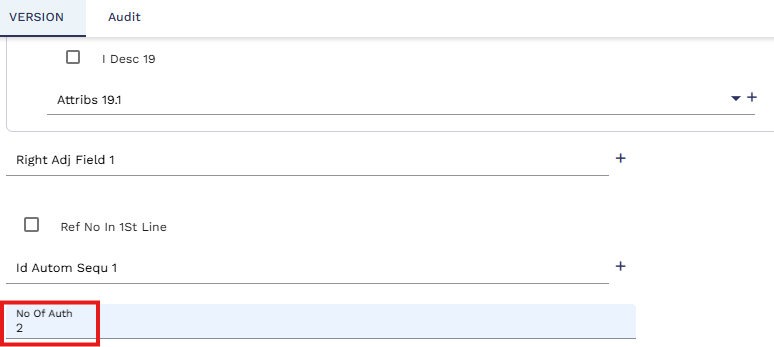 VERSION Audit
I Desc 19
Attribs 19.1
Right Adj Field 1
Ref No In 1St Line
Id Autom Sequ 1
No Of Auth
2